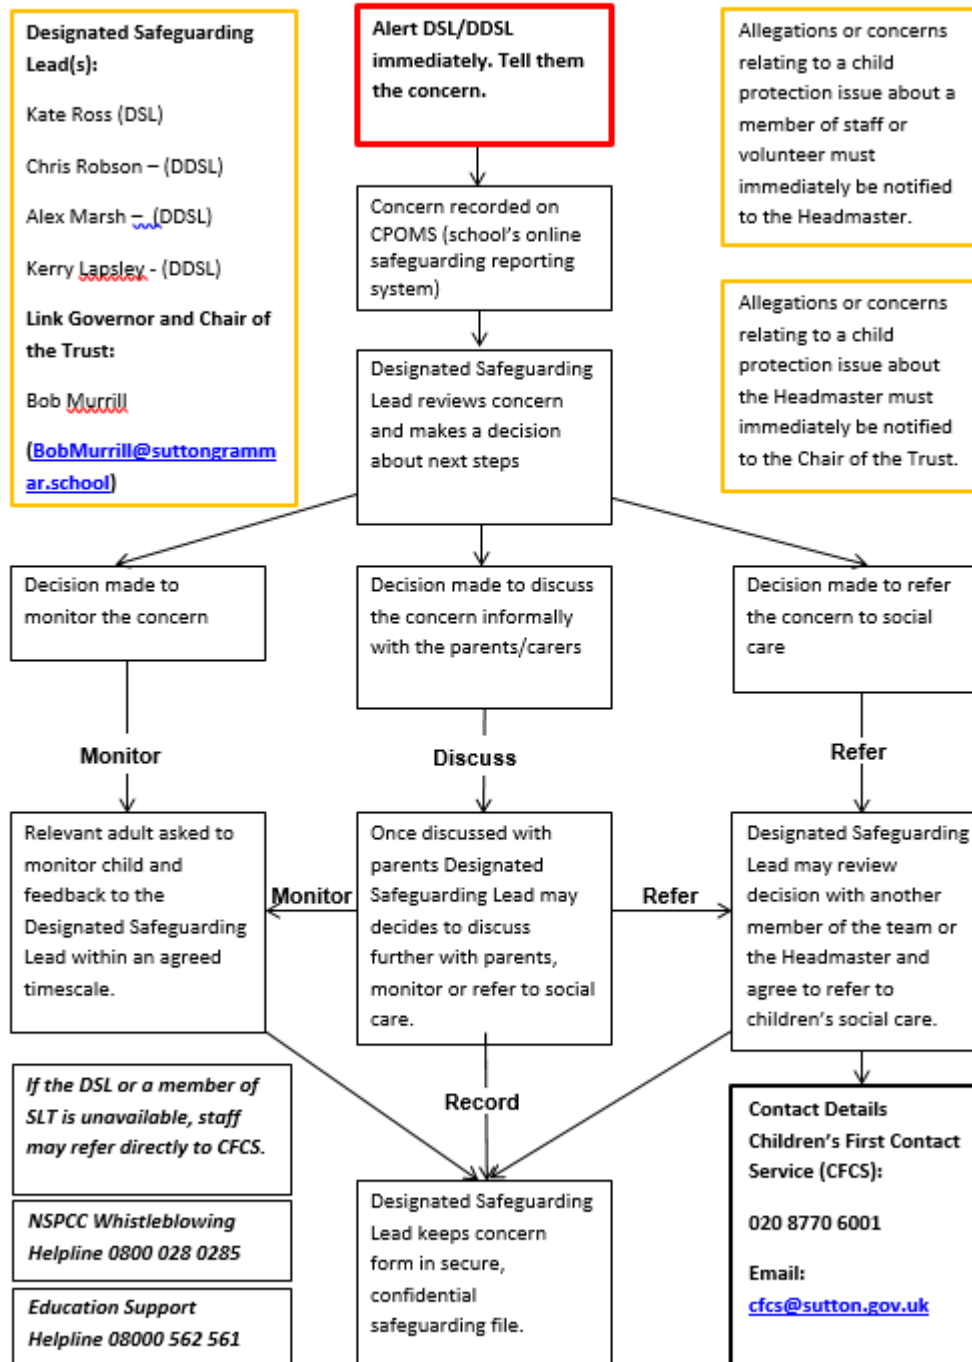 Designated Safeguarding
Lead(s):
Kate Ross (DSL)
Chris Robson – (DDSL)
Alex Marsh – (DDSL)
Kerry Lapsley - (DDSL)
Link Governor and Chair of
the Trust:
Bob Murrill
(BobMurrill@suttongramm
ar.school)
Alert DSL/DDSL
immediately. Tell them
the concern.
Allegations or concerns
relating to a child
protection issue about a
member of staff or
volunteer must
immediately be notified
to the Headmaster.
Concern recorded on
CPOMS (school's online
safeguarding reporting
system)
Allegations or concerns
relating to a child
protection issue about
the Headmaster must
immediately be notified
to the Chair of the Trust.
Designated Safeguarding
Lead reviews concern
and makes a decision
about next steps
Decision made to
monitor the concern
Decision made to discuss
the concern informally
with the parents/carers
Decision made to refer
the concern to social
care
Monitor
Discuss
Refer
Relevant adult asked to
monitor child and
feedback to the
Designated Safeguarding
Lead within an agreed
timescale.
Monitor
Once discussed with
parents Designated
Safeguarding Lead may
decides to discuss
further with parents,
monitor or refer to social
care.
Refer
Designated Safeguarding
Lead may review
decision with another
member of the team or
the Headmaster and
agree to refer to
children's social care.
If the DSL or a member of
SLT is unavailable, staff
may refer directly to CFCS.
Record
NSPCC Whistleblowing
Helpline 0800 028 0285
Education Support
Helpline 08000 562 561
Designated Safeguarding
Lead keeps concern
form in secure,
confidential
safeguarding file.
Contact Details
Children's First Contact
Service (CFCS):
020 8770 6001
Email:
cfcs@sutton.gov.uk